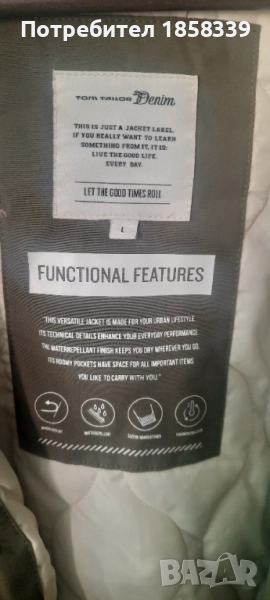 Потребител 1858339
TOM TAILOR Denim
THIS IS JUST A JACKET LABEL.
IF YOU REALLY WANT TO LEARN
SOMETHING FROM IT, IT IS:
LIVE THE GOOD LIFE.
EVERY DAY.
LET THE GOOD TIMES ROLL
L
FUNCTIONAL FEATURES
"THIS VERSATILE JACKET IS MADE FOR YOUR URBAN LIFESTYLE
ITS TECHNICAL DETAILS ENHANCE YOUR EVERYDAY PERFORMANCE.
THE WATERREPELLANT FINISH KEEPS YOU DRY WHEREVER YOU GO.
ITS ROOMY POCKETS HAVE SPACE FOR ALL IMPORTANT ITEMS
YOU LIKE TO CARRY WITH YOU."
BAZAR